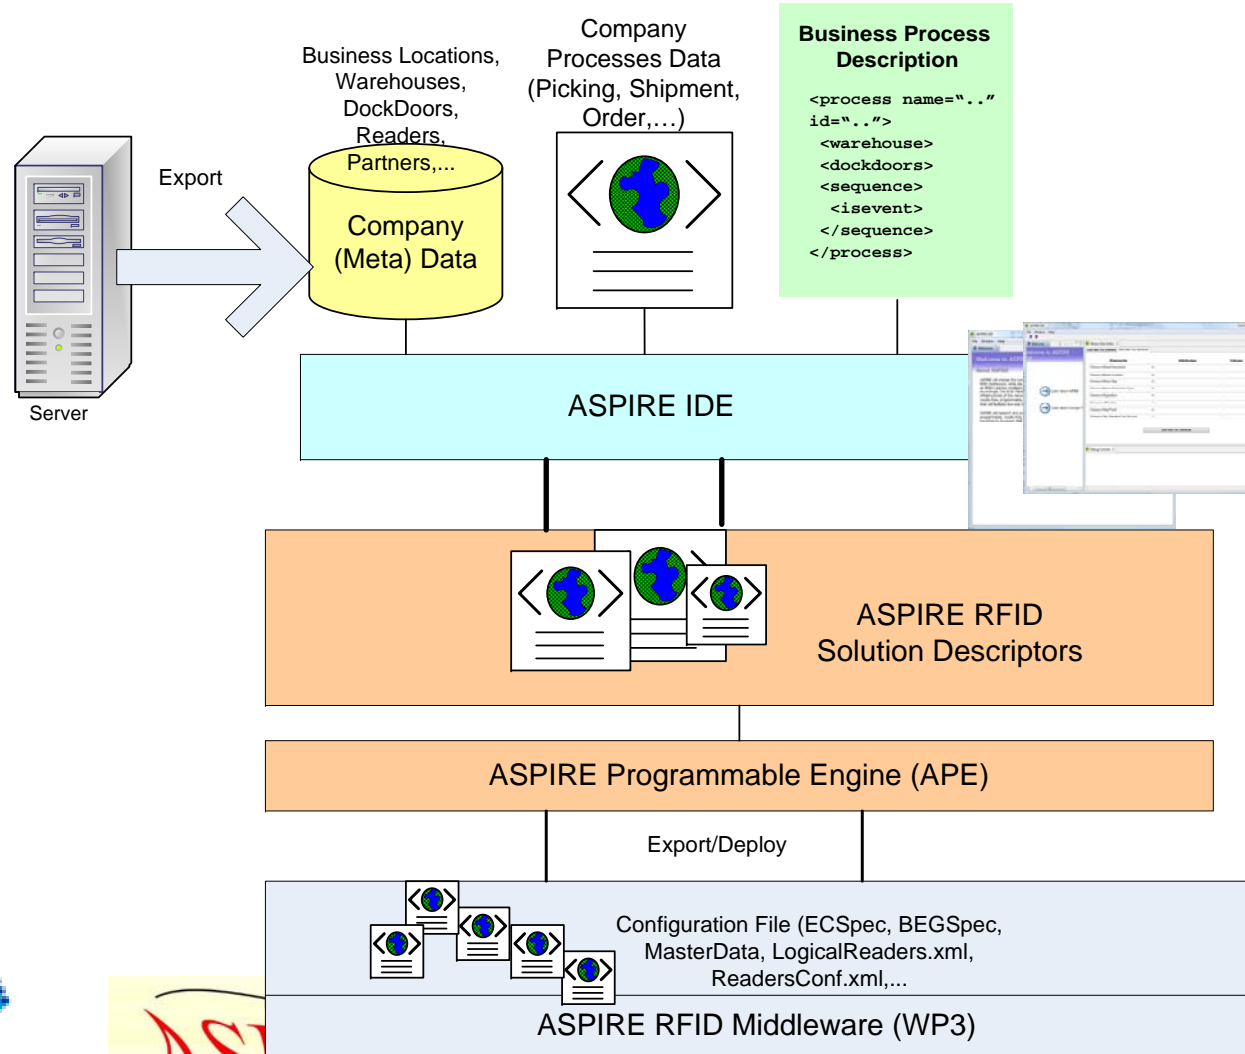 Business Locations,
Warehouses,
DockDoors,
Readers,
Partners,...
Company
(Meta) Data
Export
Server
Company
Processes Data
(Picking, Shipment,
Order,…)
Business Process
Description
<process name=“..”
id=“..”>
<warehouse>
<dockdoors>
<sequence>
<isevent>
</sequence>
</process>
ASPIRE IDE
ASPIRE RFID
Solution Descriptors
ASPIRE Programmable Engine (APE)
Export/Deploy
Configuration File (ECSpec, BEGSpec,
MasterData, LogicalReaders.xml,
ReadersConf.xml,...
ASPIRE RFID Middleware (WP3)